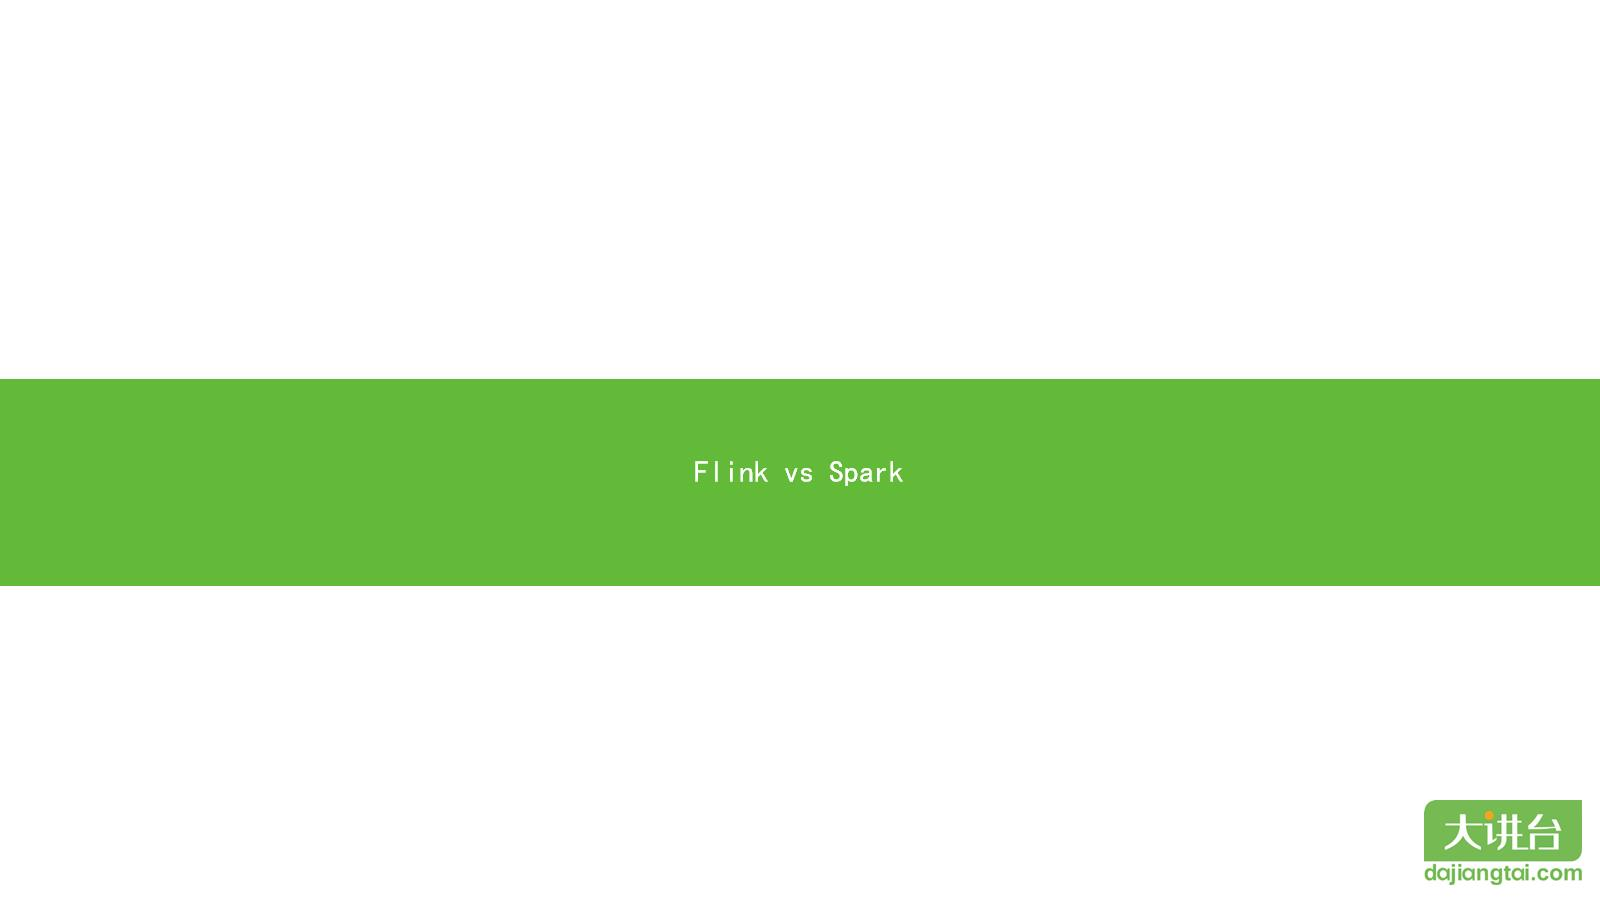 Flink vs Spark
大讲台
dajiangtai.com